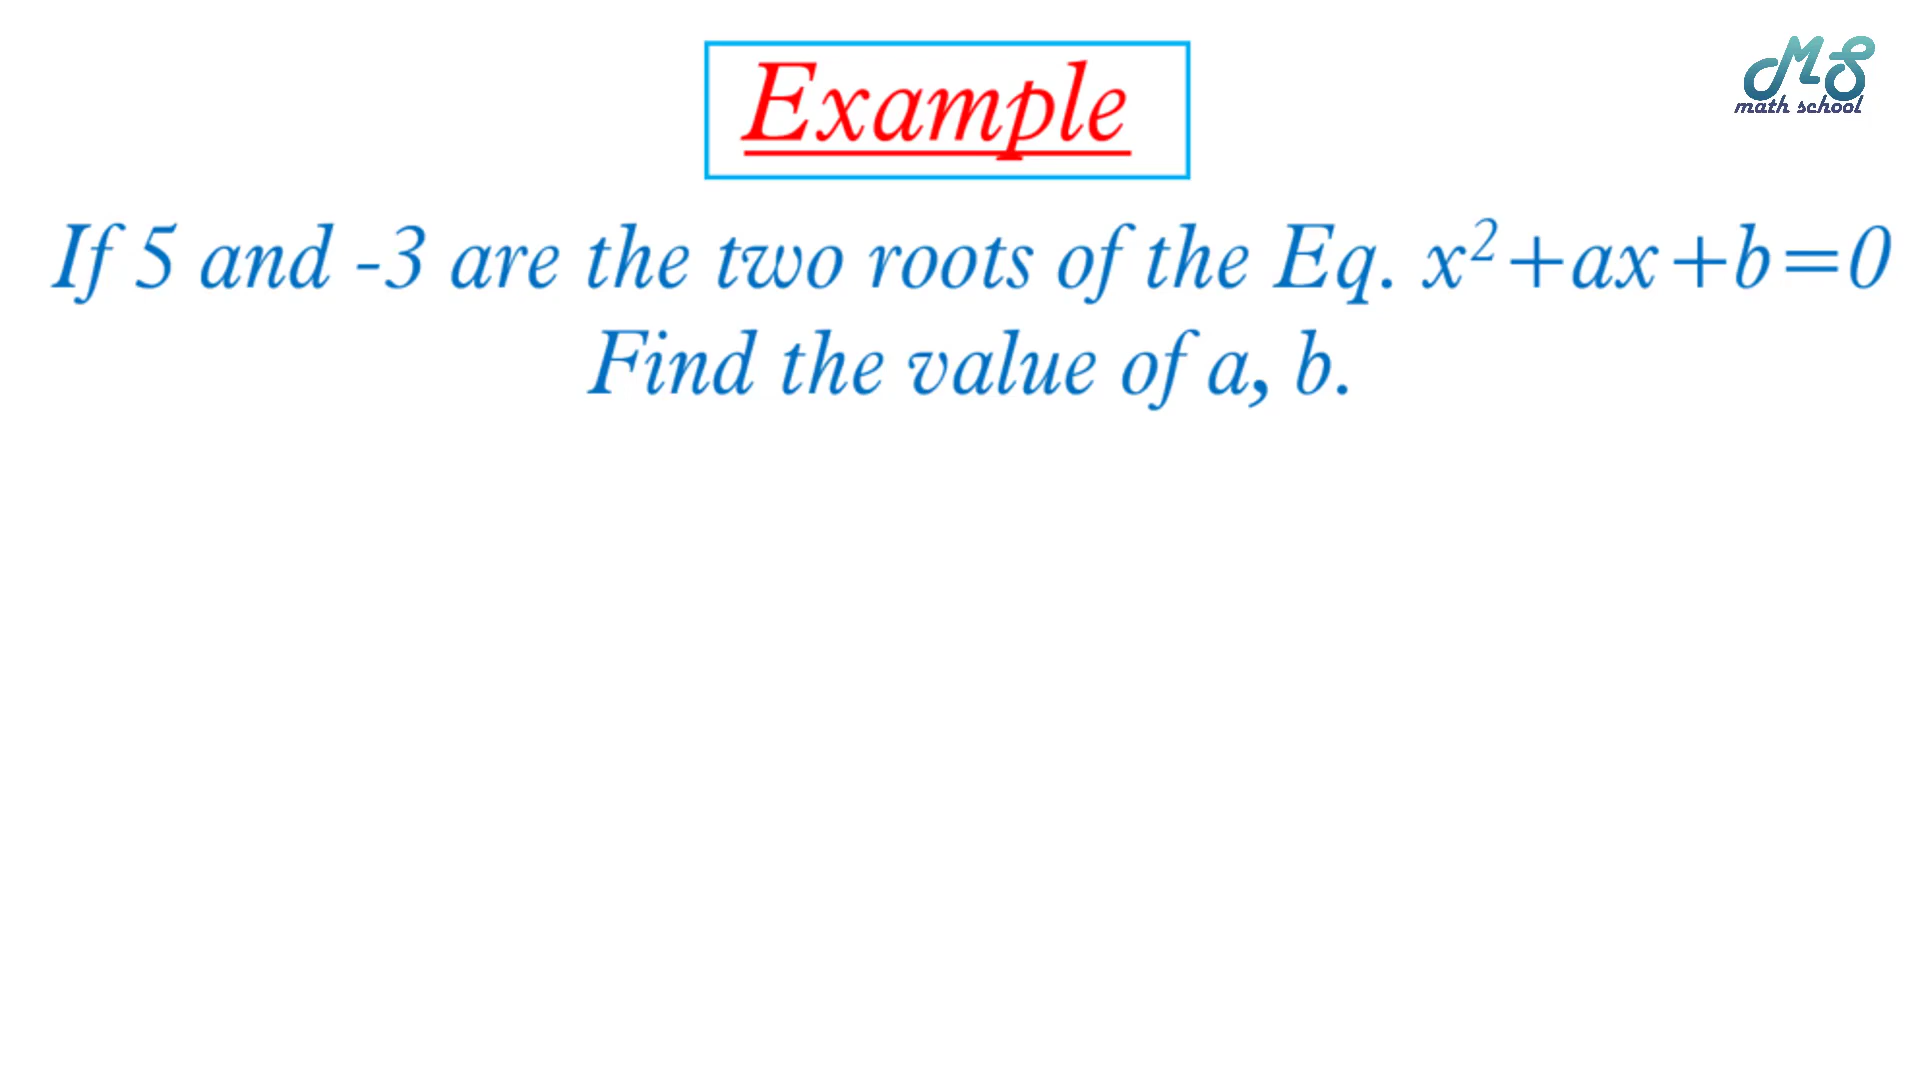 Example
MS
math school
If 5 and -3 are the two roots of the Eq. x²+ax+b=0
Find the value of a, b.